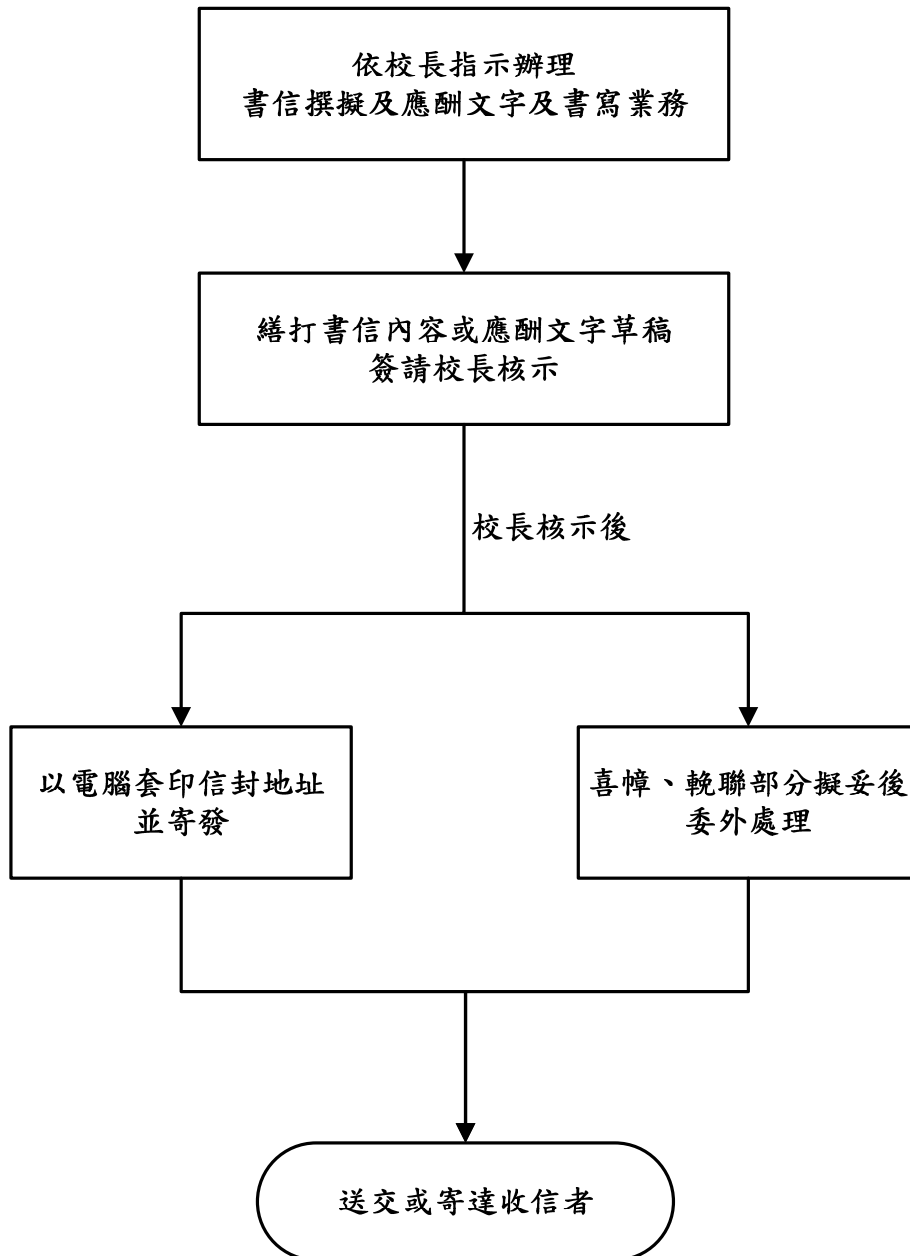 依校長指示辦理
書信撰擬及應酬文字及書寫業務
繕打書信內容或應酬文字草稿
簽請校長核示
校長核示後
以電腦套印信封地址
並寄發
喜幛、輓聯部分擬妥後
委外處理
送交或寄達收信者